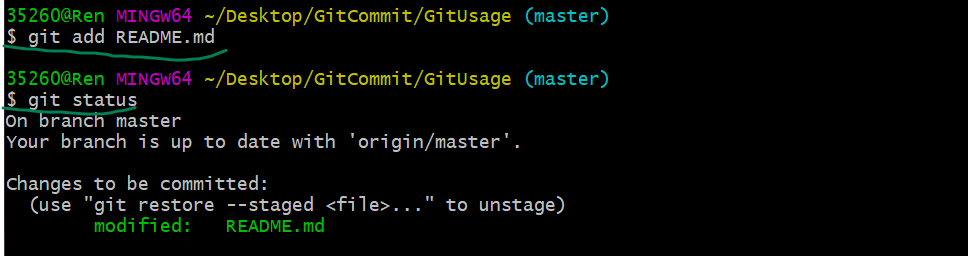 35260@Ren MINGW64 ~/Desktop/GitCommit/GitUsage (master)
$ git add README.md
35260@Ren MINGW64 ~/Desktop/GitCommit/GitUsage (master)
$ git status
On branch master
Your branch is up to date with 'origin/master'.
Changes to be committed:
  (use "git restore --staged <file>..." to unstage)
        modified:   README.md